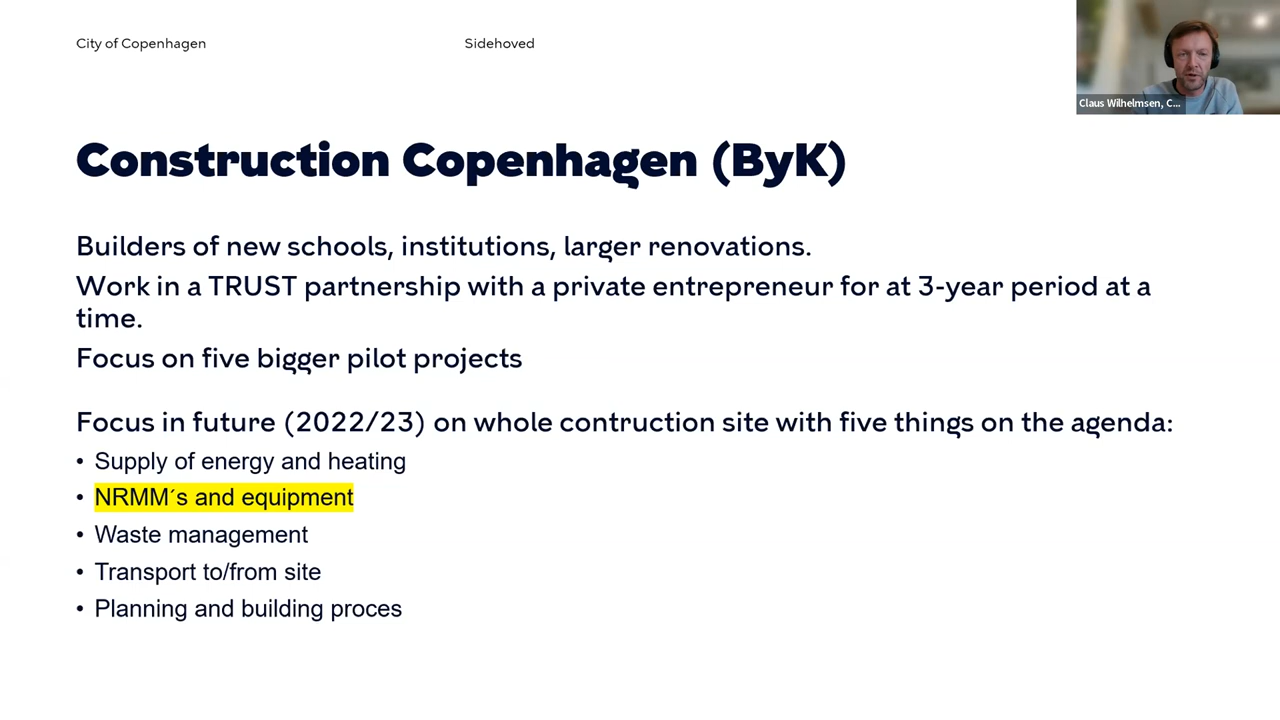 City of Copenhagen
Sidehoved
Claus Wilhelmsen, C...
Construction Copenhagen (ByK)
Builders of new schools, institutions, larger renovations.
Work in a TRUST partnership with a private entrepreneur for at 3-year period at a
time.
Focus on five bigger pilot projects
Focus in future (2022/23) on whole contruction site with five things on the agenda:
• Supply of energy and heating
• NRMM´s and equipment
• Waste management
• Transport to/from site
• Planning and building proces